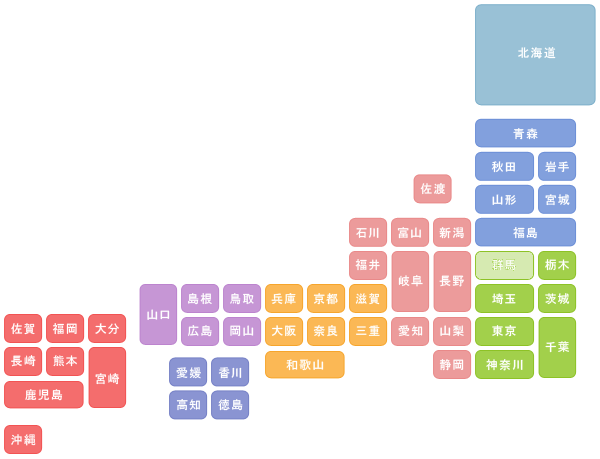 北海道
青森
秋田
岩手
佐渡
山形
宮城
石川
富山
新潟
福島
福井
岐阜
長野
群馬
栃木
山口
島根
鳥取
兵庫
京都
滋賀
埼玉
茨城
佐賀
福岡
大分
広島
岡山
大阪
奈良
三重
愛知
山梨
東京
千葉
長崎
熊本
宮崎
愛媛
香川
和歌山
静岡
神奈川
鹿児島
高知
徳島
沖縄